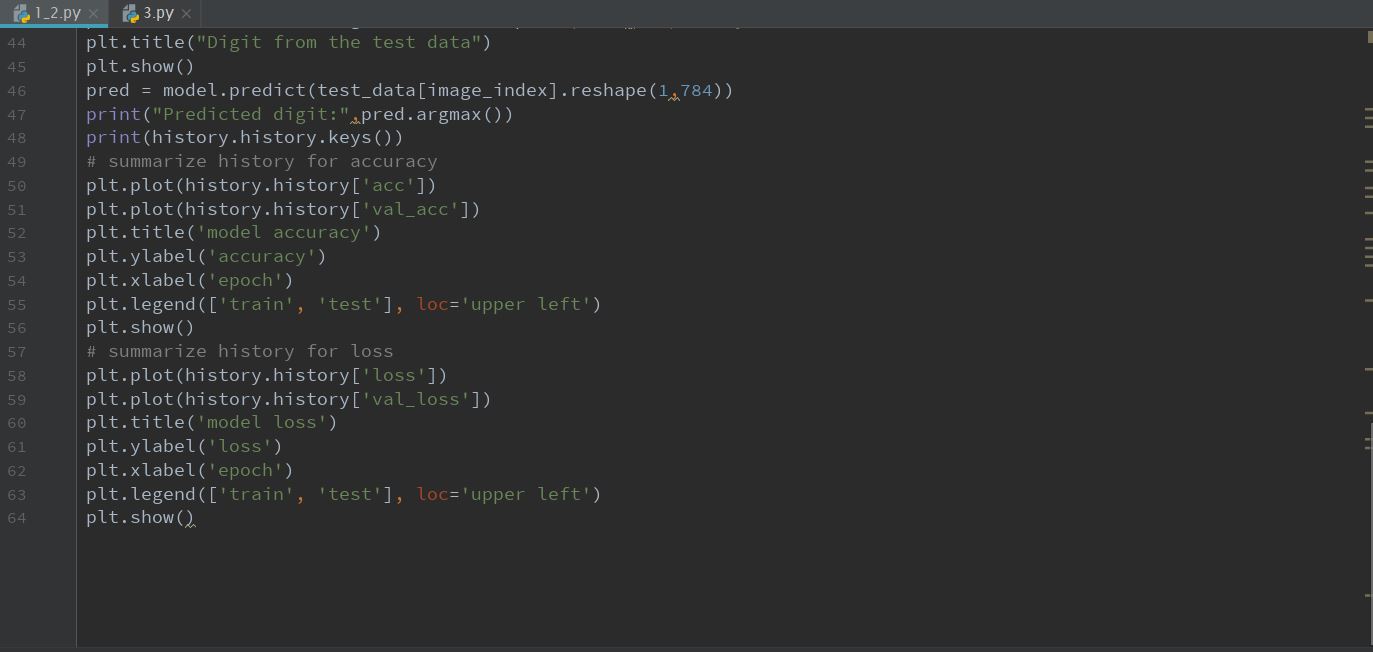 1_2.py
3.py
44 plt.title("Digit from the test data")
45 plt.show()
46 pred = model.predict(test_data[image_index].reshape(1,784))
47 print("Predicted digit:",pred.argmax())
48 print(history.history.keys())
49 # summarize history for accuracy
50 plt.plot(history.history['acc'])
51 plt.plot(history.history['val_acc'])
52 plt.title('model accuracy')
53 plt.ylabel('accuracy')
54 plt.xlabel('epoch')
55 plt.legend(['train', 'test'], loc='upper left')
56 plt.show()
57 # summarize history for loss
58 plt.plot(history.history['loss'])
59 plt.plot(history.history['val_loss'])
60 plt.title('model loss')
61 plt.ylabel('loss')
62 plt.xlabel('epoch')
63 plt.legend(['train', 'test'], loc='upper left')
64 plt.show()